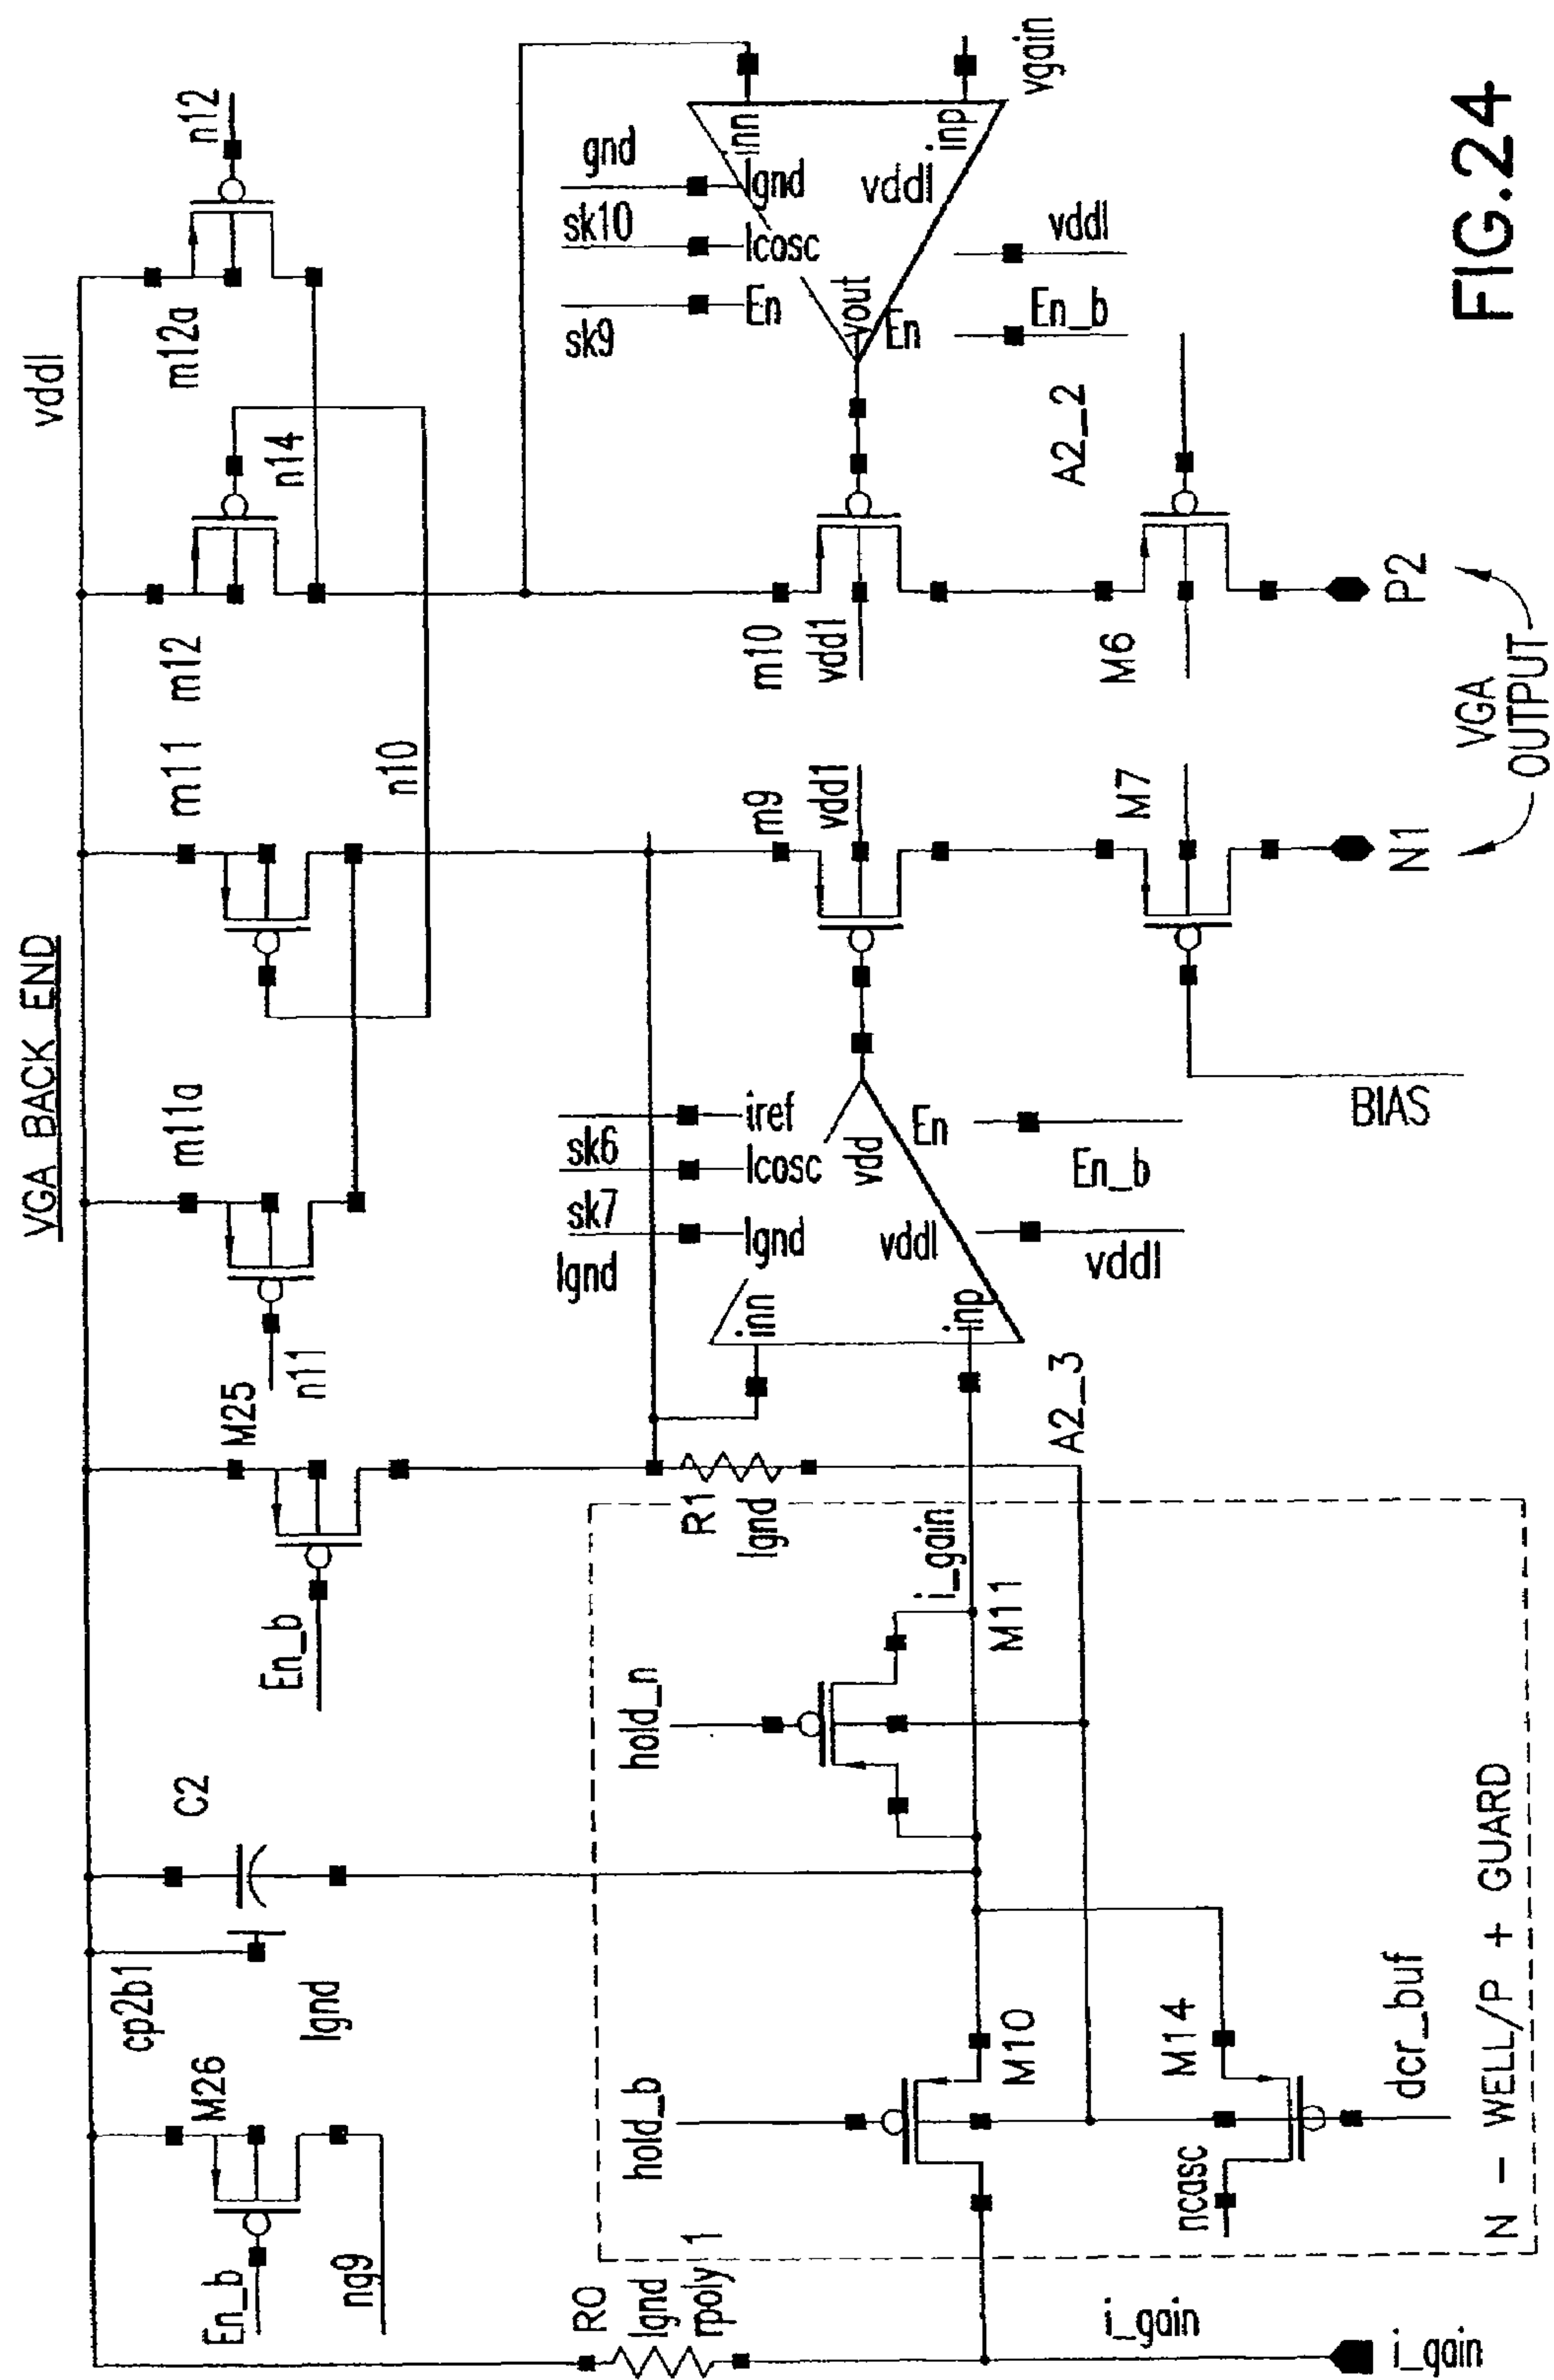 VGA BACK END
vddl
En_b
M26
ng9
cp2b1
lgnd
C2
En_b
M25
n11
m11a
m11
m12
n10
n14
m12a
n12
R0
lgnd
rpoly 1
i_gain
i_gain
hold_b
M10
M14
ncasc
dcr_buf
N - WELL/P + GUARD
hold_n
M11
i_gain
R1
lgnd
A2_3
inn
inp
lgnd
sk7
lgnd
sk6
lcosc
iref
vddl
vdd
En
En_b
vddl
m9
vdd1
M7
BIAS
N1
VGA
OUTPUT
P2
M6
m10
vdd1
A2_2
gnd
lgnd
sk10
lcosc
sk9
En
inn
inp
vddl
vout
En
vddl
En_b
vgain
FIG.24